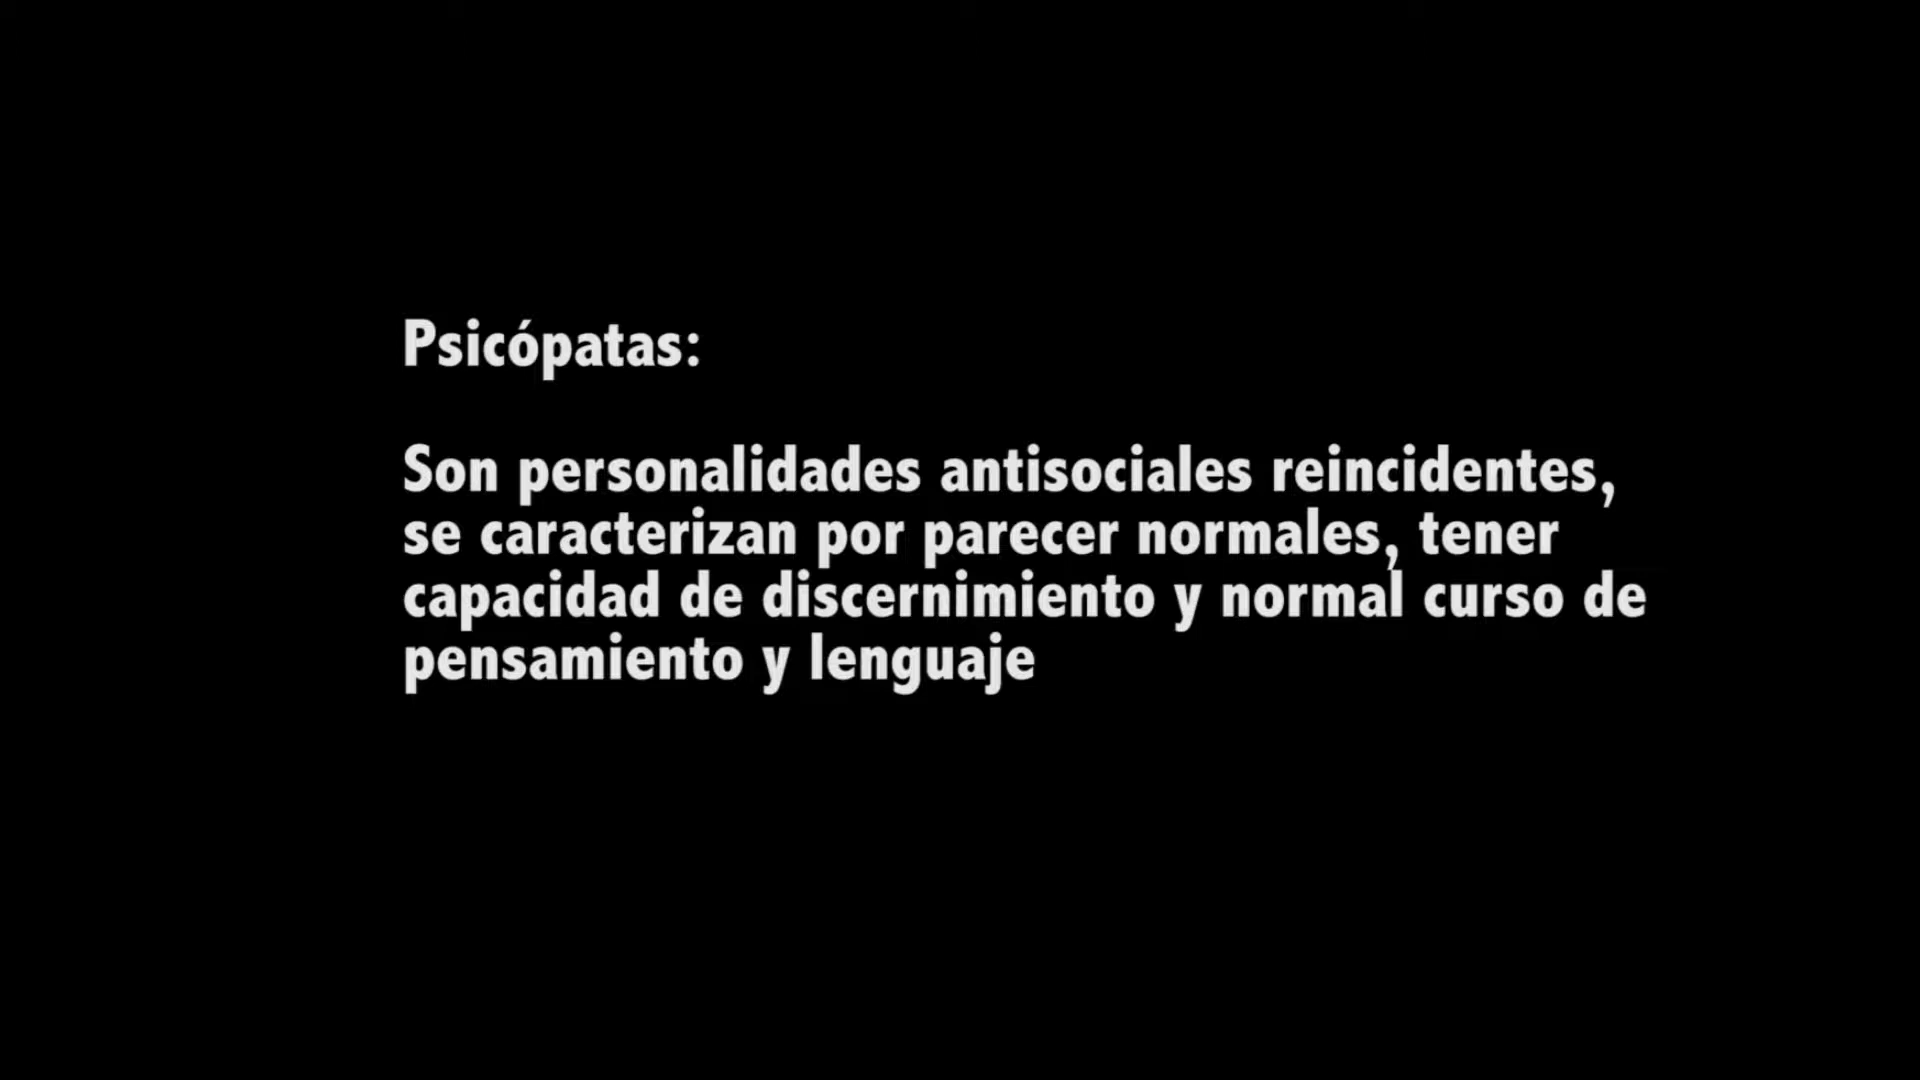 Psicópatas:
Son personalidades antisociales reincidentes,
se caracterizan por parecer normales, tener
capacidad de discernimiento y normal curso de
pensamiento y lenguaje